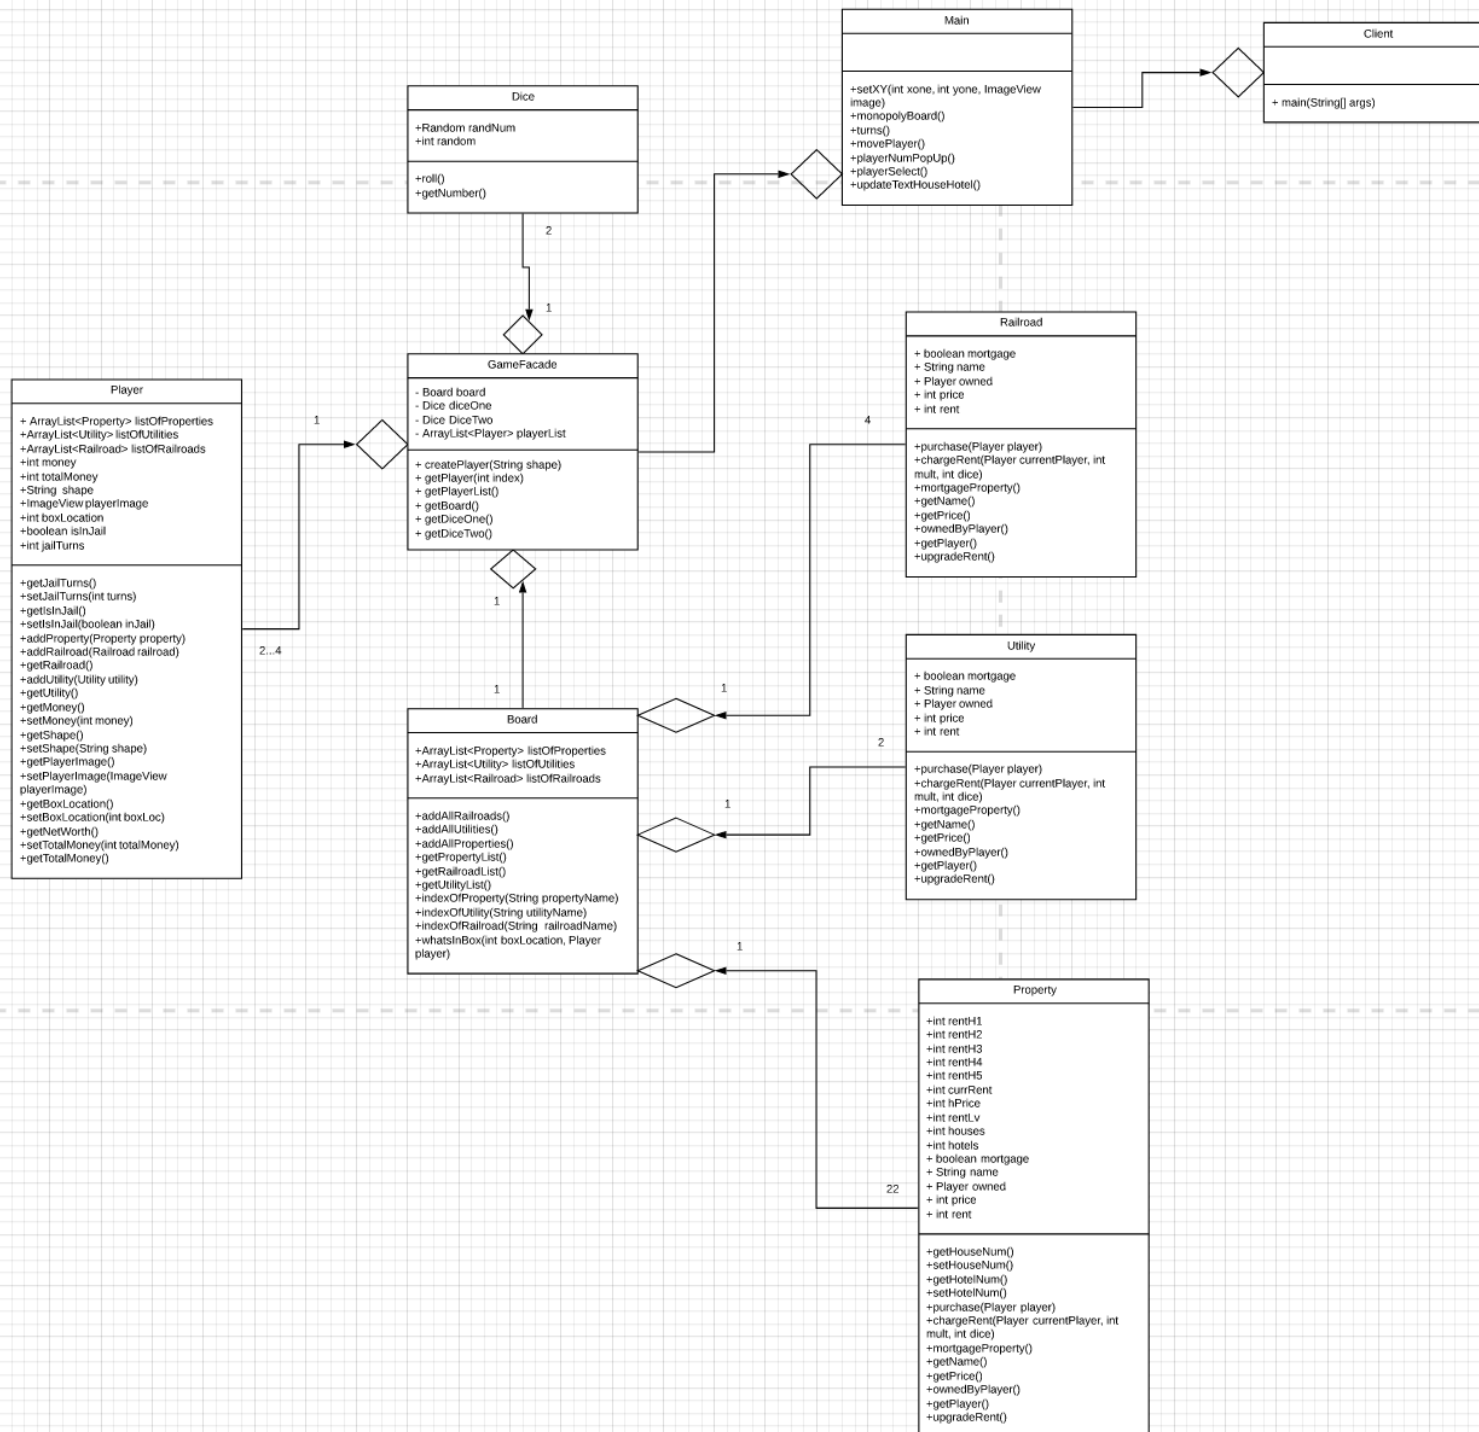 Main
+setXY(int xone, int yone, ImageView
image)
+monopolyBoard()
+turns()
+movePlayer()
+playerNumPopUp()
+playerSelect()
+updateTextHouseHotel()
Client
+ main(String[] args)
Dice
+Random randNum
+int random
+roll()
+getNumber()
2
1
GameFacade
- Board board
- Dice diceOne
- Dice DiceTwo
- ArrayList<Player> playerList
+ createPlayer(String shape)
+ getPlayer(int index)
+ getPlayerList()
+ getBoard()
+ getDiceOne()
+ getDiceTwo()
1
2...4
Player
+ ArrayList<Property> listOfProperties
+ArrayList<Utility> listOfUtilities
+ArrayList<Railroad> listOfRailroads
+int money
+int totalMoney
+String shape
+ImageView playerImage
+int boxLocation
+boolean isInJail
+int jailTurns
+getJailTurns()
+setJailTurns(int turns)
+getIsInJail()
+setIsInJail(boolean inJail)
+addProperty(Property property)
+addRailroad(Railroad railroad)
+getRailroad()
+addUtility(Utility utility)
+getUtility()
+getMoney()
+setMoney(int money)
+getShape()
+setShape(String shape)
+getPlayerImage()
+setPlayerImage(ImageView
playerImage)
+getBoxLocation()
+setBoxLocation(int boxLoc)
+getNetWorth()
+setTotalMoney(int totalMoney)
+getTotalMoney()
1
1
Board
+ArrayList<Property> listOfProperties
+ArrayList<Utility> listOfUtilities
+ArrayList<Railroad> listOfRailroads
+addAllRailroads()
+addAllUtilities()
+addAllProperties()
+getPropertyList()
+getRailroadList()
+getUtilityList()
+indexOfProperty(String propertyName)
+indexOfUtility(String utilityName)
+indexOfRailroad(String railroadName)
+whatsInBox(int boxLocation, Player
player)
Railroad
+ boolean mortgage
+ String name
+ Player owned
+ int price
+ int rent
+purchase(Player player)
+chargeRent(Player currentPlayer, int
mult, int dice)
+mortgageProperty()
+getName()
+getPrice()
+ownedByPlayer()
+getPlayer()
+upgradeRent()
4
1
Utility
+ boolean mortgage
+ String name
+ Player owned
+ int price
+ int rent
+purchase(Player player)
+chargeRent(Player currentPlayer, int
mult, int dice)
+mortgageProperty()
+getName()
+getPrice()
+ownedByPlayer()
+getPlayer()
+upgradeRent()
2
1
1
22
Property
+int rentH1
+int rentH2
+int rentH3
+int rentH4
+int rentH5
+int currRent
+int hPrice
+int rentLv
+int houses
+int hotels
+ boolean mortgage
+ String name
+ Player owned
+ int price
+ int rent
+getHouseNum()
+setHouseNum()
+getHotelNum()
+setHotelNum()
+purchase(Player player)
+chargeRent(Player currentPlayer, int
mult, int dice)
+mortgageProperty()
+getName()
+getPrice()
+ownedByPlayer()
+getPlayer()
+upgradeRent()